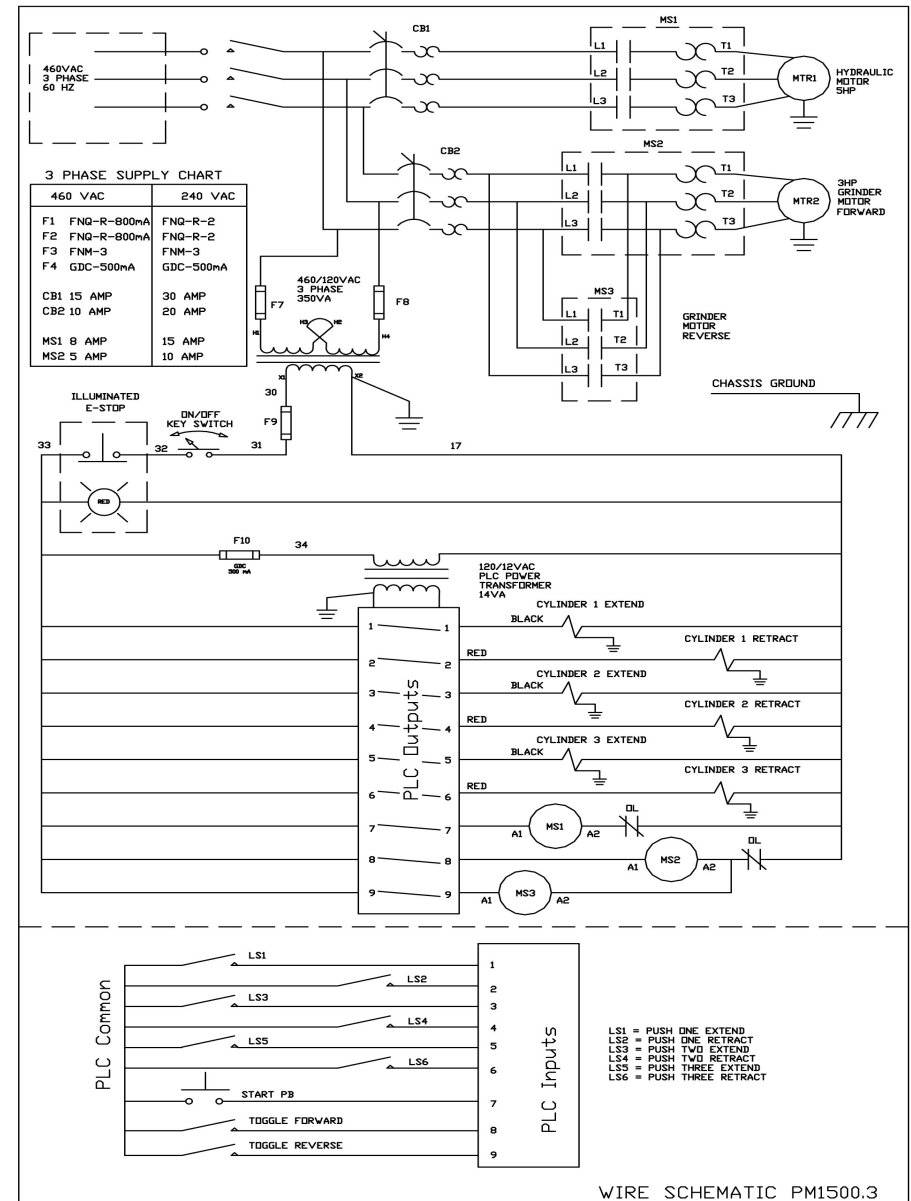 CB1
MS1
460VAC
3 PHASE
60 HZ
L1
T1
L2
T2
L3
T3
MTR1
HYDRAULIC
MOTOR
5HP
CB2
MS2
L1
T1
L2
T2
L3
T3
MTR2
3HP
GRINDER
MOTOR
FORWARD
3 PHASE SUPPLY CHART
460 VAC 240 VAC
F1 FNQ-R-800mA FNQ-R-2
F2 FNQ-R-800mA FNQ-R-2
F3 FNM-3 FNM-3
F4 GDC-500mA GDC-500mA
CB1 15 AMP 30 AMP
CB2 10 AMP 20 AMP
MS1 8 AMP 15 AMP
MS2 5 AMP 10 AMP
460/120VAC
3 PHASE
350VA
F7
F8
H1
H3
H2
H4
X1
X2
MS3
L1 T1
L2 T2
L3 T3
GRINDER
MOTOR
REVERSE
CHASSIS GROUND
ILLUMINATED
E-STOP
ON/OFF
KEY SWITCH
30
F9
33
32
31
17
RED
F10
34
GDC
500 mA
120/12VAC
PLC POWER
TRANSFORMER
14VA
PLC Outputs
1 1 BLACK CYLINDER 1 EXTEND
2 2 RED CYLINDER 1 RETRACT
3 3 BLACK CYLINDER 2 EXTEND
4 4 RED CYLINDER 2 RETRACT
5 5 BLACK CYLINDER 3 EXTEND
6 6 RED CYLINDER 3 RETRACT
7 7 A1 MS1 A2 OL
8 8 A1 MS2 A2 OL
9 9 A1 MS3 A2
PLC Common
PLC Inputs
LS1 1
LS2 2
LS3 3
LS4 4
LS5 5
LS6 6
START PB 7
TOGGLE FORWARD 8
TOGGLE REVERSE 9
LS1 = PUSH ONE EXTEND
LS2 = PUSH ONE RETRACT
LS3 = PUSH TWO EXTEND
LS4 = PUSH TWO RETRACT
LS5 = PUSH THREE EXTEND
LS6 = PUSH THREE RETRACT
WIRE SCHEMATIC PM1500.3